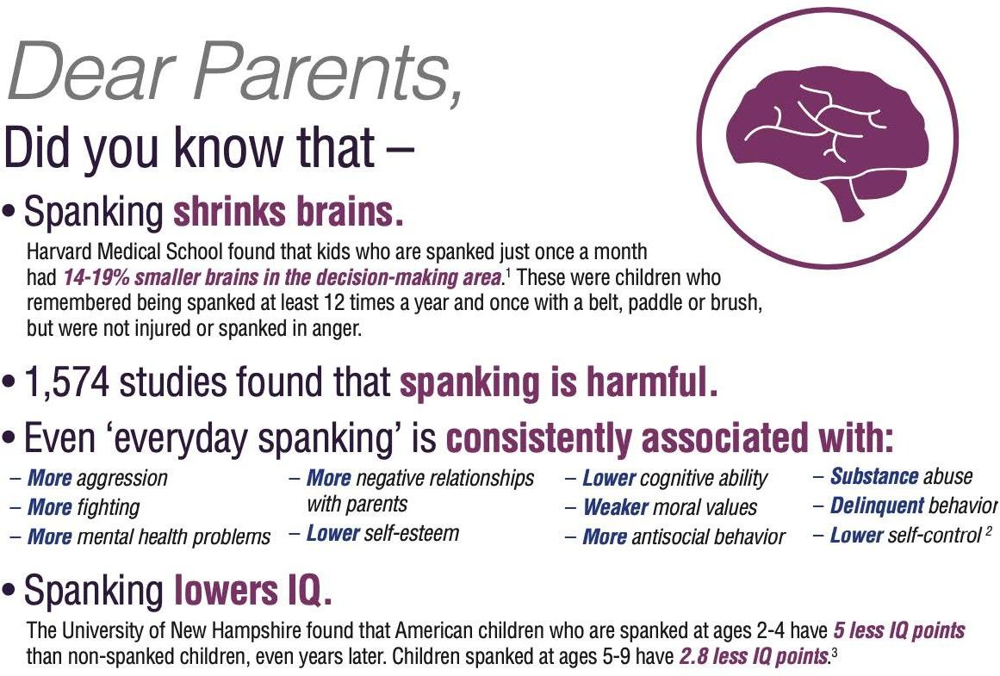 Dear Parents,
Did you know that –
• Spanking shrinks brains.
Harvard Medical School found that kids who are spanked just once a month
had 14-19% smaller brains in the decision-making area.¹ These were children who
remembered being spanked at least 12 times a year and once with a belt, paddle or brush,
but were not injured or spanked in anger.
• 1,574 studies found that spanking is harmful.
• Even ‘everyday spanking’ is consistently associated with:
– More aggression
– More fighting
– More mental health problems
– More negative relationships
with parents
– Lower self-esteem
– Lower cognitive ability
– Weaker moral values
– More antisocial behavior
– Substance abuse
– Delinquent behavior
– Lower self-control ²
• Spanking lowers IQ.
The University of New Hampshire found that American children who are spanked at ages 2-4 have 5 less IQ points
than non-spanked children, even years later. Children spanked at ages 5-9 have 2.8 less IQ points.³